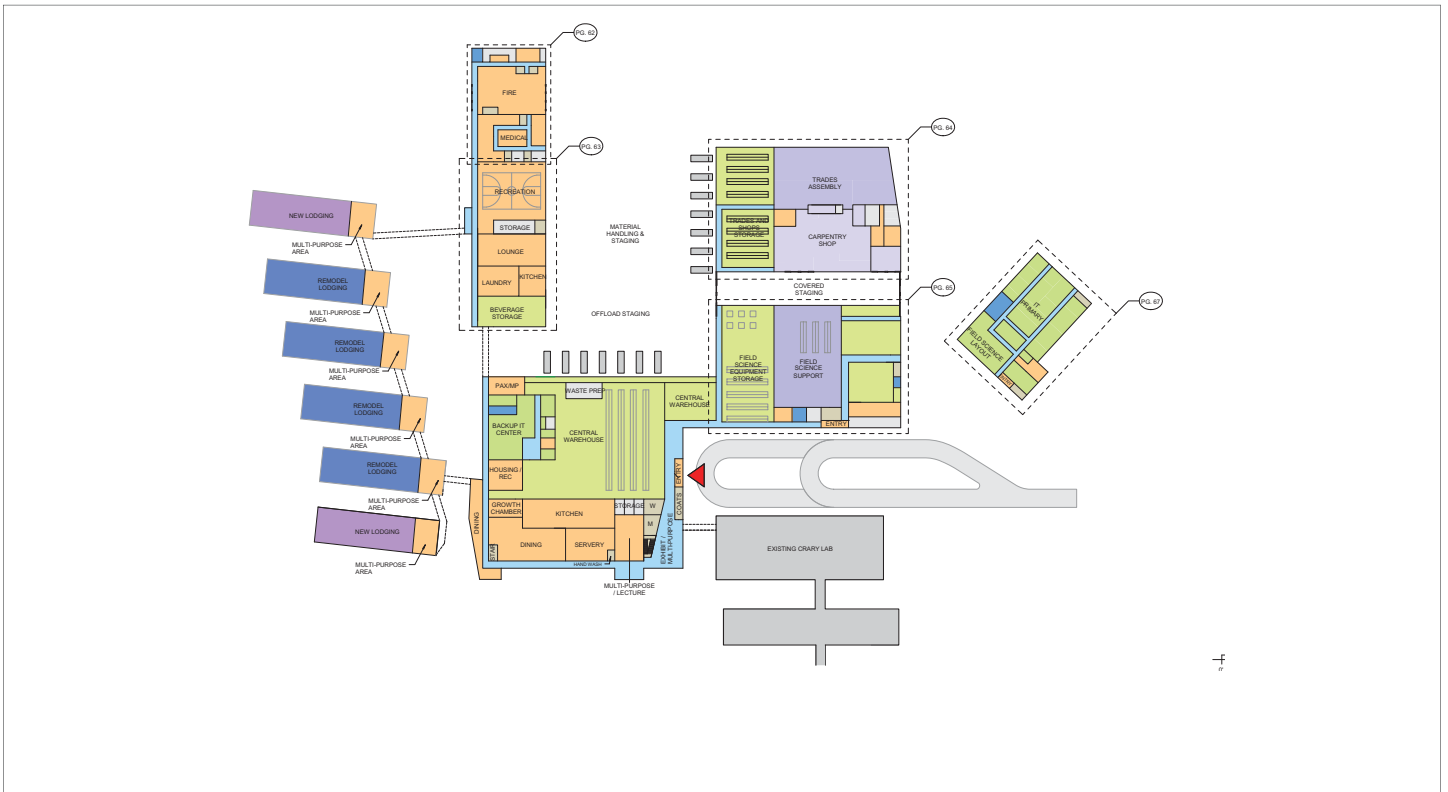 PG. 62
FIRE
MEDICAL
PG. 63
RECREATION
STORAGE
LOUNGE
LAUNDRY
KITCHEN
BEVERAGE
STORAGE
NEW LODGING
MULTI-PURPOSE
AREA
REMODEL
LODGING
MULTI-PURPOSE
AREA
REMODEL
LODGING
MULTI-PURPOSE
AREA
REMODEL
LODGING
MULTI-PURPOSE
AREA
REMODEL
LODGING
MULTI-PURPOSE
AREA
NEW LODGING
MULTI-PURPOSE
AREA
MATERIAL
HANDLING &
STAGING
OFFLOAD STAGING
PG. 64
TRADES
ASSEMBLY
TRADES AND
SHOPS
STORAGE
CARPENTRY
SHOP
COVERED
STAGING
PG. 65
FIELD
SCIENCE
EQUIPMENT
STORAGE
FIELD
SCIENCE
SUPPORT
ENTRY
PG. 67
IT
PRIMARY
FIELD SCIENCE
LAYOUT
ENTRY
PAX/MP
WASTE PREP
BACKUP IT
CENTER
CENTRAL
WAREHOUSE
CENTRAL
WAREHOUSE
HOUSING /
REC
GROWTH
CHAMBER
KITCHEN
STORAGE
W
M
ENTRY
COATS
EXHIBIT /
MULTI-PURPOSE
DINING
STAIR
DINING
SERVERY
HAND WASH
MULTI-PURPOSE
/ LECTURE
EXISTING CRARY LAB